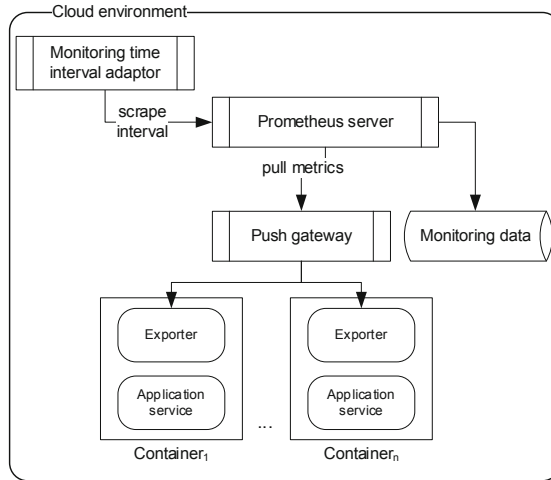 Cloud environment
Monitoring time
interval adaptor
scrape
interval
Prometheus server
pull metrics
Push gateway
Monitoring data
Exporter
Exporter
Application
service
Application
service
...
Container₁
Containerₙ